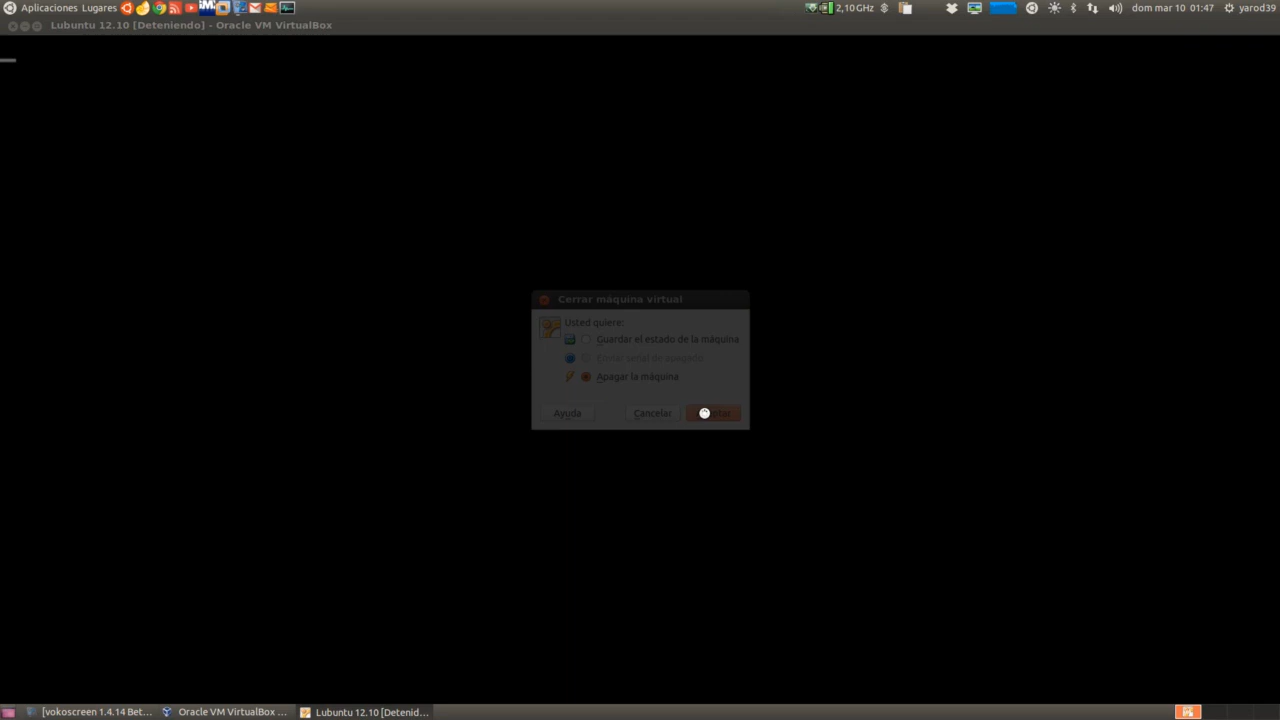 Aplicaciones Lugares
2,10GHz
dom mar 10 01:47
yarod39
Lubuntu 12.10 [Deteniendo] - Oracle VM VirtualBox
Cerrar máquina virtual
Usted quiere:
Guardar el estado de la máquina
Enviar señal de apagado
Apagar la máquina
Ayuda
Cancelar
[vokoscreen 1.4.14 Bet...
Oracle VM VirtualBox ...
Lubuntu 12.10 [Detenid...